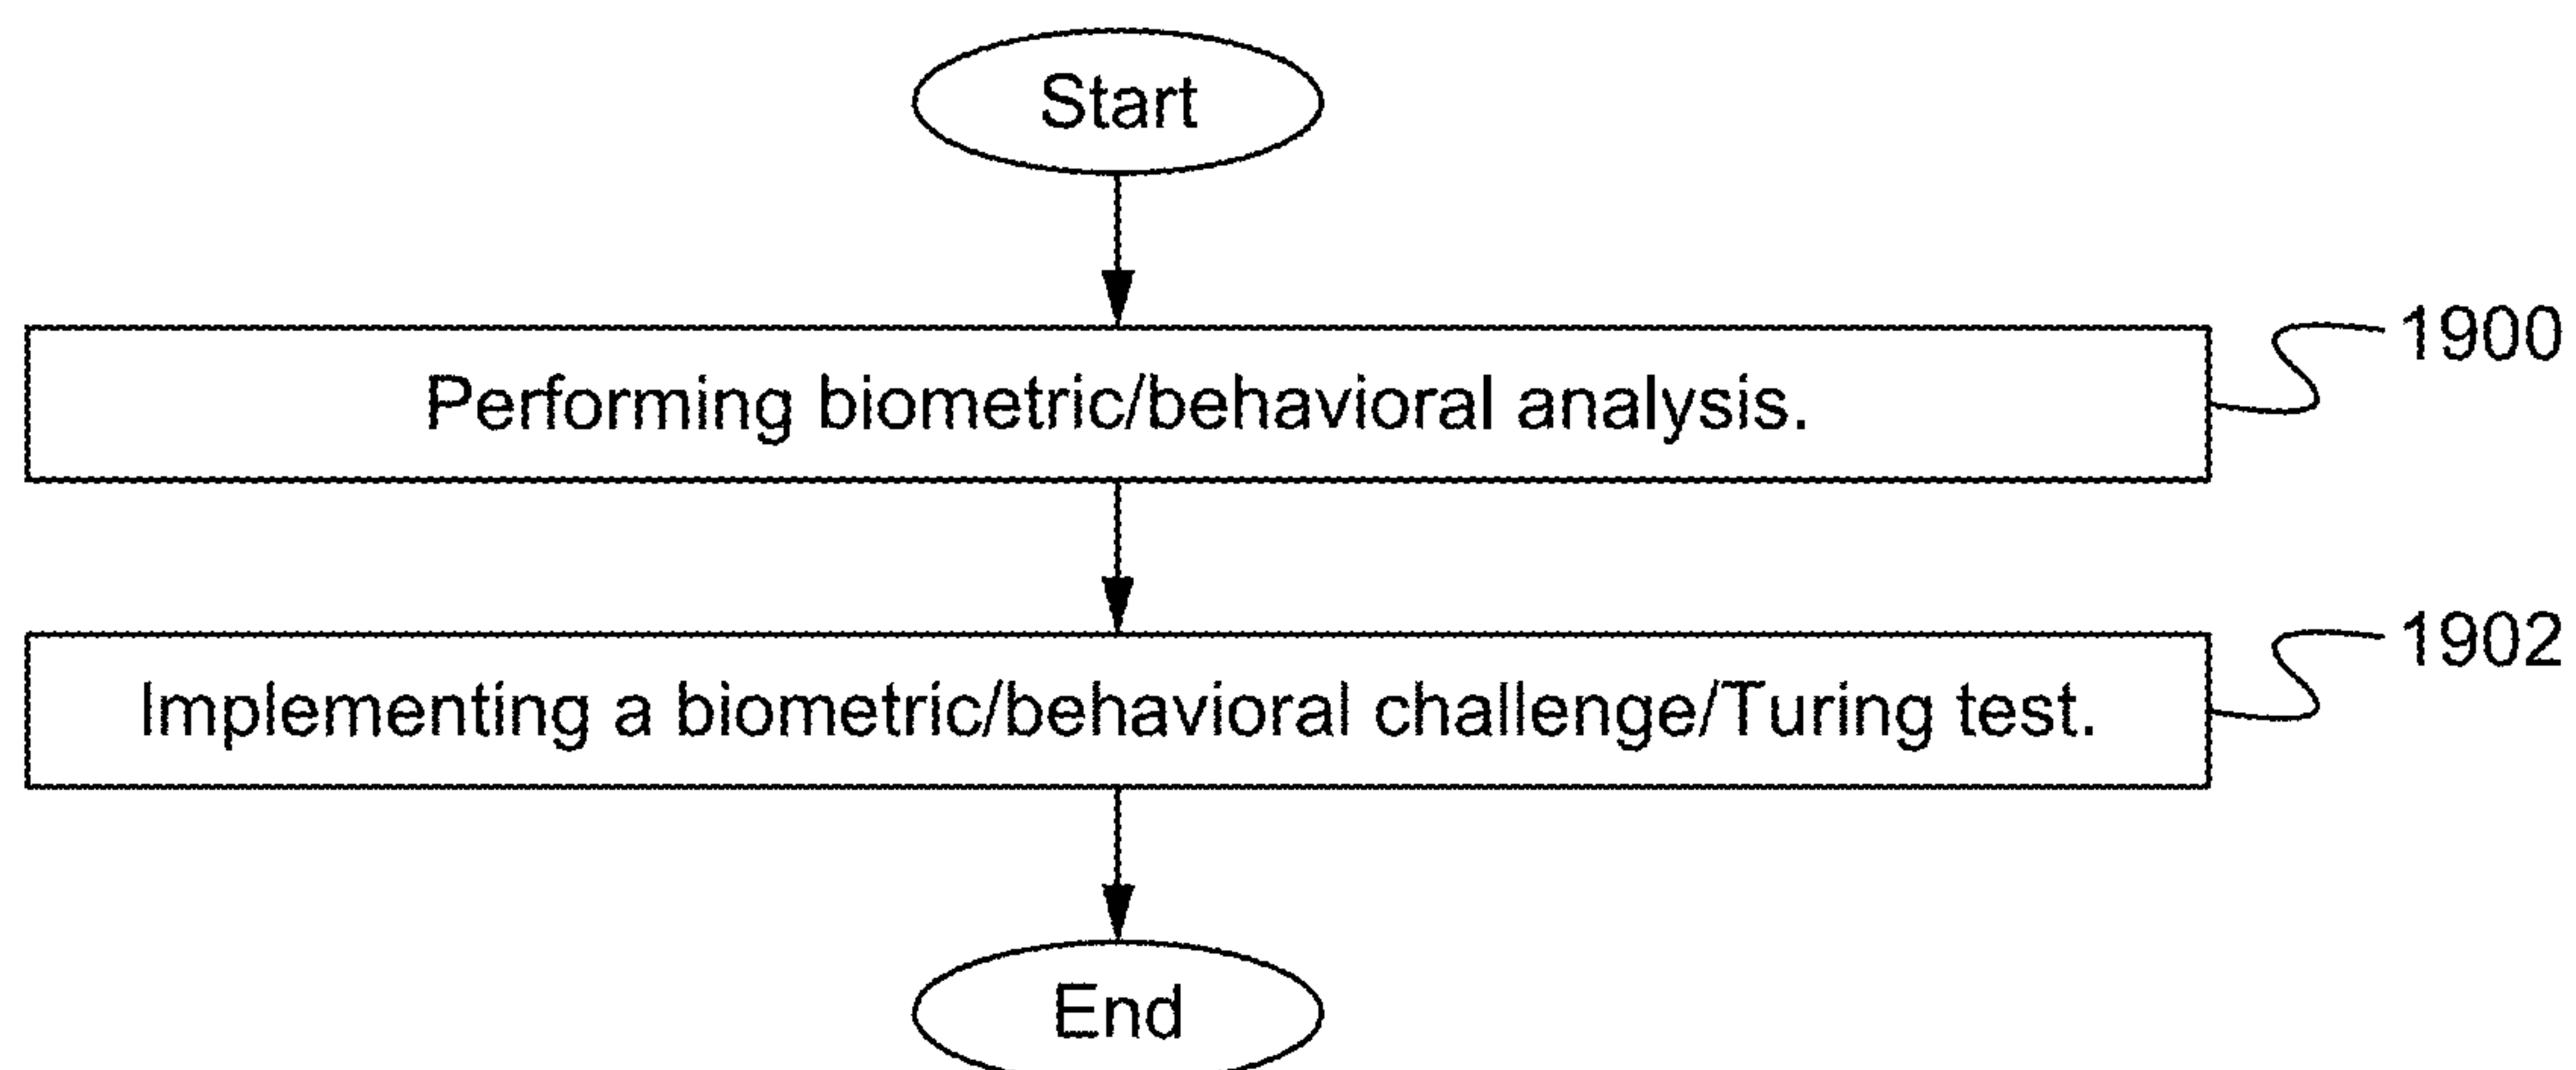 Start
Performing biometric/behavioral analysis.
1900
Implementing a biometric/behavioral challenge/Turing test.
1902
End